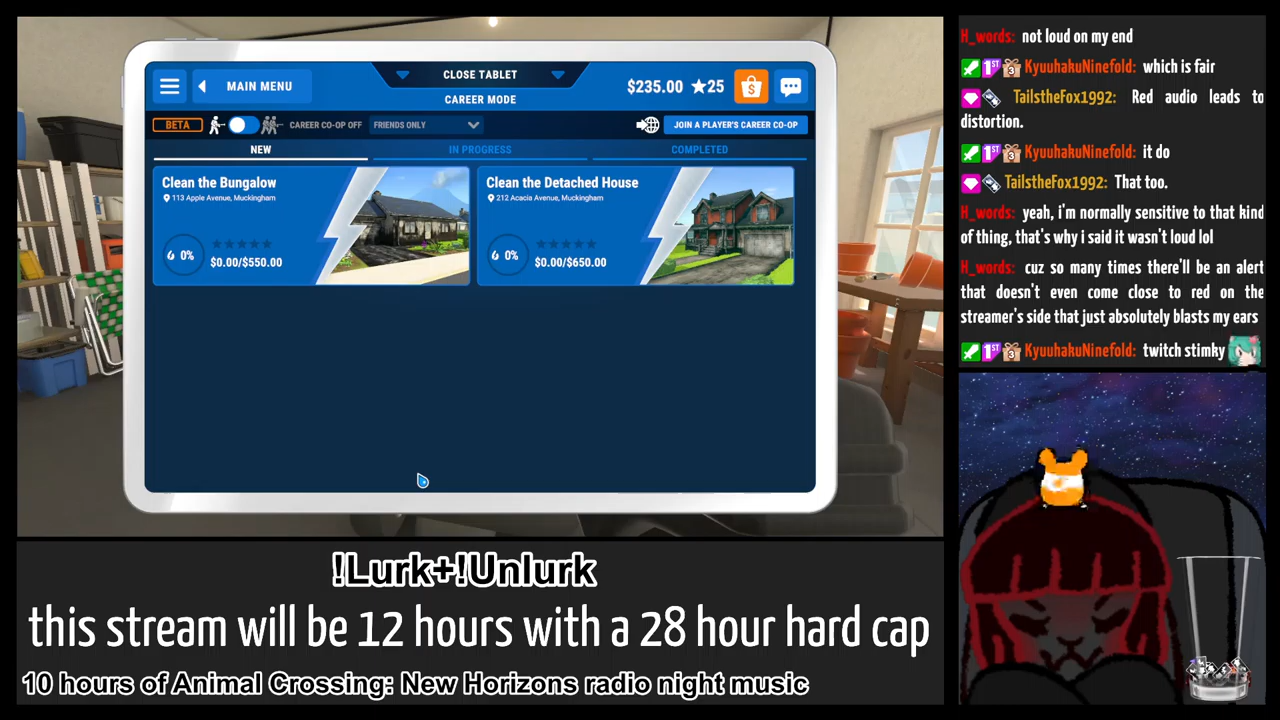 CLOSE TABLET
MAIN MENU
CAREER MODE
$235.00 ★25
BETA
CAREER CO-OP OFF
FRIENDS ONLY
JOIN A PLAYER'S CAREER CO-OP
NEW
IN PROGRESS
COMPLETED
Clean the Bungalow
113 Apple Avenue, Muckingham
0%
$0.00/$550.00
Clean the Detached House
212 Acacia Avenue, Muckingham
0%
$0.00/$650.00
H_words: not loud on my end
KyuuhakuNinefold: which is fair
TailstheFox1992: Red audio leads to
distortion.
KyuuhakuNinefold: it do
TailstheFox1992: That too.
H_words: yeah, i'm normally sensitive to that kind
of thing, that's why i said it wasn't loud lol
H_words: cuz so many times there'll be an alert
that doesn't even come close to red on the
streamer's side that just absolutely blasts my ears
KyuuhakuNinefold: twitch stimky
!Lurk+!Unlurk
this stream will be 12 hours with a 28 hour hard cap
10 hours of Animal Crossing: New Horizons radio night music